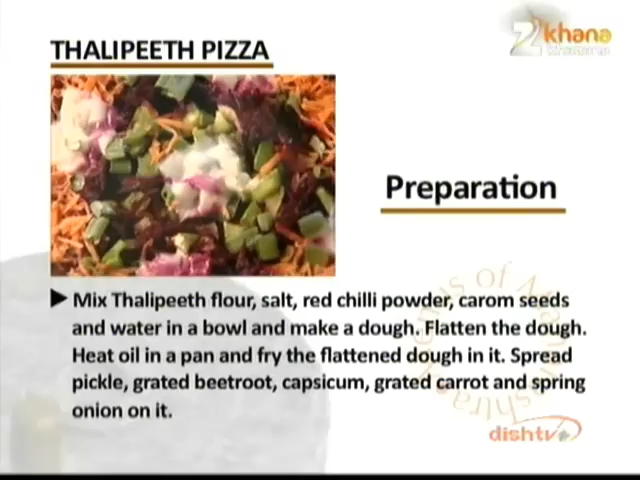 THALIPEETH PIZZA
Z khana
khazana
Preparation
Mix Thalipeeth flour, salt, red chilli powder, carom seeds
and water in a bowl and make a dough. Flatten the dough.
Heat oil in a pan and fry the flattened dough in it. Spread
pickle, grated beetroot, capsicum, grated carrot and spring
onion on it.
dishtv